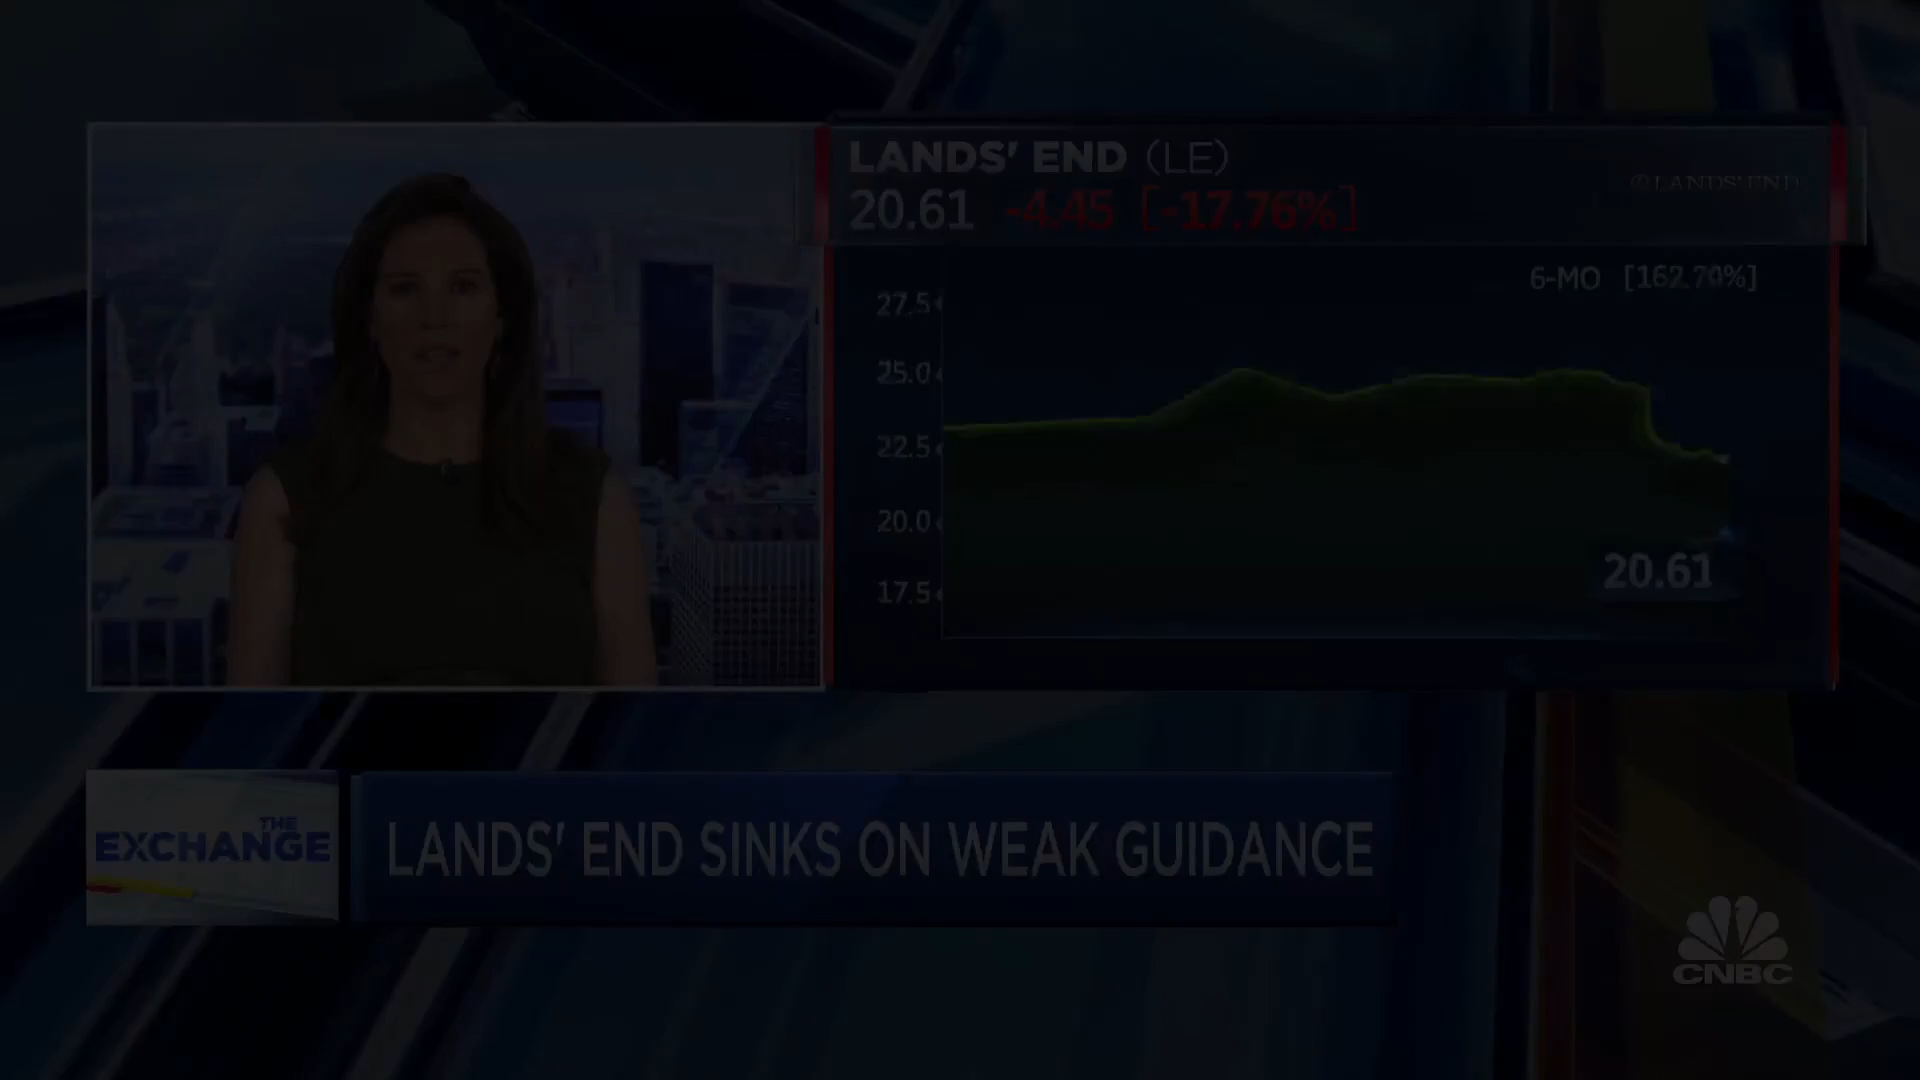 LANDS' END (LE)
20.61 -4.45 [-17.76%]
LANDS' END
6-MO [162.70%]
27.5
25.0
22.5
20.0
17.5
20.61
THE
EXCHANGE
LANDS' END SINKS ON WEAK GUIDANCE
CNBC